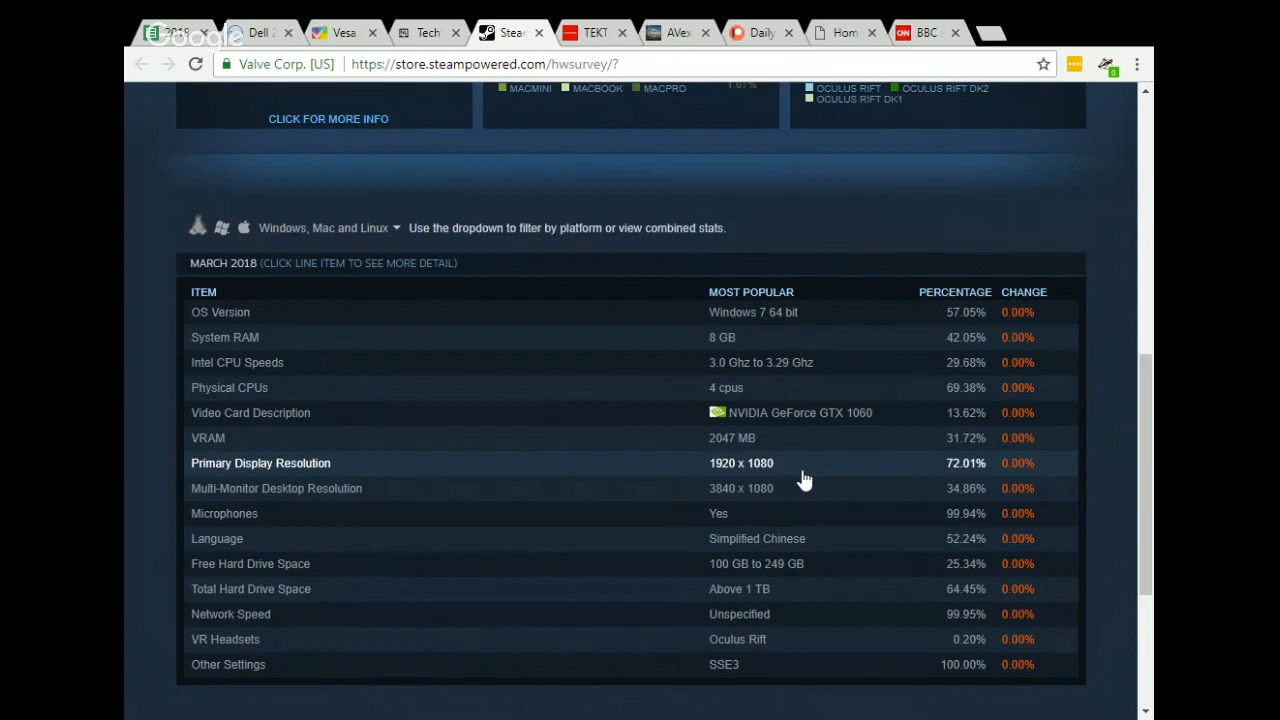 2018
Dell 2
Vesa
Tech
Stear
TEKT
AVex
Daily
Hom
BBC
Google
Valve Corp. [US] https://store.steampowered.com/hwsurvey/?
0
MACMINI MACBOOK MACPRO 1.07%
OCULUS RIFT OCULUS RIFT DK2
OCULUS RIFT DK1
CLICK FOR MORE INFO
Windows, Mac and Linux Use the dropdown to filter by platform or view combined stats.
MARCH 2018 (CLICK LINE ITEM TO SEE MORE DETAIL)
ITEM MOST POPULAR PERCENTAGE CHANGE
OS Version Windows 7 64 bit 57.05% 0.00%
System RAM 8 GB 42.05% 0.00%
Intel CPU Speeds 3.0 Ghz to 3.29 Ghz 29.68% 0.00%
Physical CPUs 4 cpus 69.38% 0.00%
Video Card Description NVIDIA GeForce GTX 1060 13.62% 0.00%
VRAM 2047 MB 31.72% 0.00%
Primary Display Resolution 1920 x 1080 72.01% 0.00%
Multi-Monitor Desktop Resolution 3840 x 1080 34.86% 0.00%
Microphones Yes 99.94% 0.00%
Language Simplified Chinese 52.24% 0.00%
Free Hard Drive Space 100 GB to 249 GB 25.34% 0.00%
Total Hard Drive Space Above 1 TB 64.45% 0.00%
Network Speed Unspecified 99.95% 0.00%
VR Headsets Oculus Rift 0.20% 0.00%
Other Settings SSE3 100.00% 0.00%